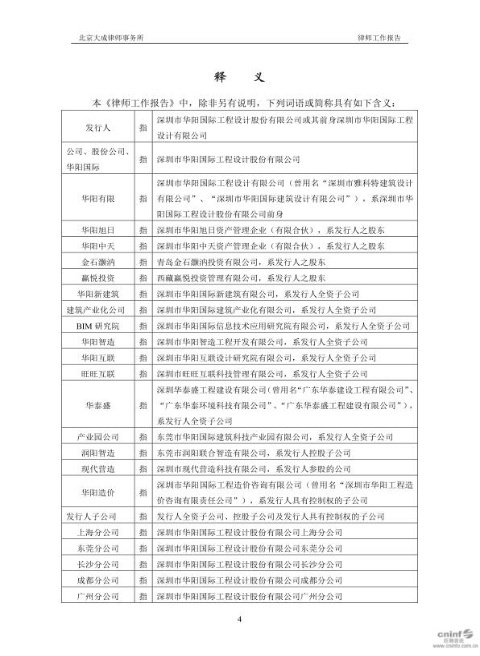 北京大成律师事务所 律师工作报告
释 义
本《律师工作报告》中，除非另有说明，下列词语或简称具有如下含义：
发行人 指 深圳市华阳国际工程设计股份有限公司或其前身深圳市华阳国际工程
设计有限公司
公司、股份公司、
华阳国际 指 深圳市华阳国际工程设计股份有限公司
华阳有限 指 深圳市华阳国际工程设计有限公司（曾用名“深圳市雅科特建筑设计
有限公司”、“深圳市华阳国际建筑设计有限公司”），系深圳市华
阳国际工程设计股份有限公司前身
华阳旭日 指 深圳市华阳旭日资产管理企业（有限合伙），系发行人之股东
华阳中天 指 深圳市华阳中天资产管理企业（有限合伙），系发行人之股东
金石灏汭 指 青岛金石灏汭投资有限公司，系发行人之股东
赢悦投资 指 西藏赢悦投资管理有限公司，系发行人之股东
华阳新建筑 指 深圳市华阳国际新建筑有限公司，系发行人全资子公司
建筑产业化公司 指 深圳市华阳国际建筑产业化有限公司，系发行人全资子公司
BIM 研究院 指 深圳市华阳国际信息技术应用研究院有限公司，系发行人全资子公司
华阳智造 指 深圳市华阳智造工程开发有限公司，系发行人全资子公司
华阳互联 指 深圳市华阳互联设计研究院有限公司，系发行人全资子公司
旺旺互联 指 深圳市旺旺互联科技管理有限公司，系发行人全资子公司
华泰盛 指 深圳华泰盛工程建设有限公司（曾用名“广东华泰建设工程有限公司”、
“广东华泰环境科技有限公司”、“广东华泰盛工程建设有限公司”），
系发行人全资子公司
产业园公司 指 东莞市华阳国际建筑科技产业园有限公司，系发行人全资子公司
润阳智造 指 东莞市润阳联合智造有限公司，系发行人控股子公司
现代营造 指 深圳市现代营造科技有限公司，系发行人参股的公司
华阳造价 指 深圳市华阳国际工程造价咨询有限公司（曾用名“深圳市华阳工程造
价咨询有限责任公司”），系发行人具有控制权的子公司
发行人子公司 指 发行人全资子公司、控股子公司及发行人具有控制权的子公司
上海分公司 指 深圳市华阳国际工程设计股份有限公司上海分公司
东莞分公司 指 深圳市华阳国际工程设计股份有限公司东莞分公司
长沙分公司 指 深圳市华阳国际工程设计股份有限公司长沙分公司
成都分公司 指 深圳市华阳国际工程设计股份有限公司成都分公司
广州分公司 指 深圳市华阳国际工程设计股份有限公司广州分公司
4
cninf
巨潮资讯
www.cninfo.com.cn